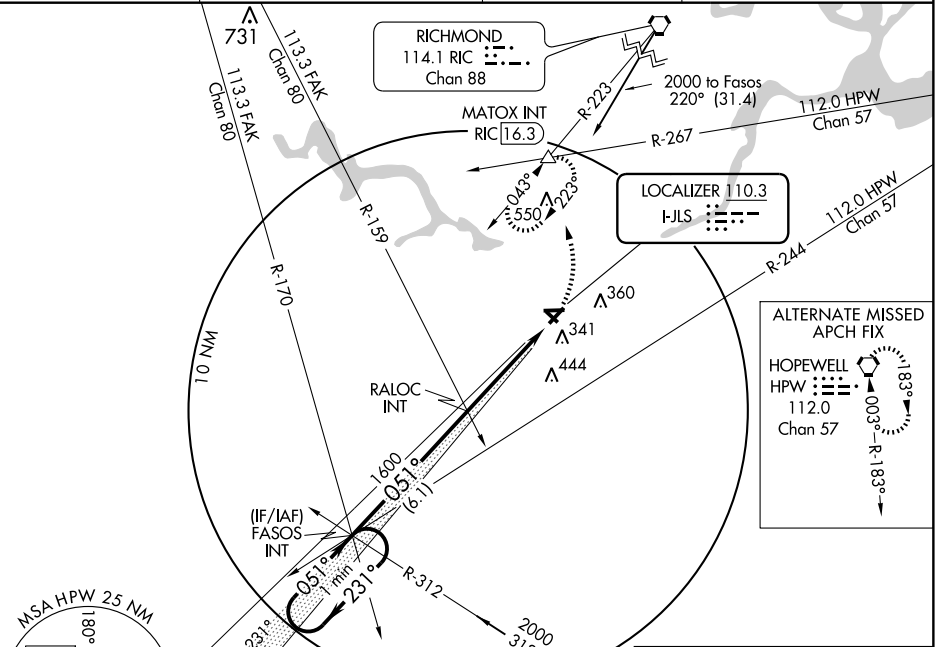 731
113.3 FAK
Chan 80
113.3 FAK
Chan 80
RICHMOND
114.1 RIC
Chan 88
R-223
2000 to Fasos
220° (31.4)
MATOX INT
RIC 16.3
112.0 HPW
Chan 57
R-267
043°
223°
550
LOCALIZER 110.3
I-JLS
112.0 HPW
Chan 57
R-244
R-159
R-170
10 NM
360
341
444
ALTERNATE MISSED
APCH FIX
HOPEWELL
HPW
112.0
Chan 57
183°
003°
R-183°
RALOC
INT
1600
051°
(6.1)
(IF/IAF)
FASOS
INT
051°
1 min
231°
R-312
2000
231°
MSA HPW 25 NM
180°